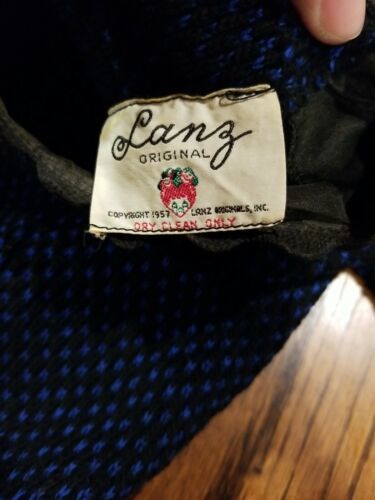 Lanz
ORIGINAL
COPYRIGHT 1957 LANZ ORIGINALS, INC.
DRY CLEAN ONLY